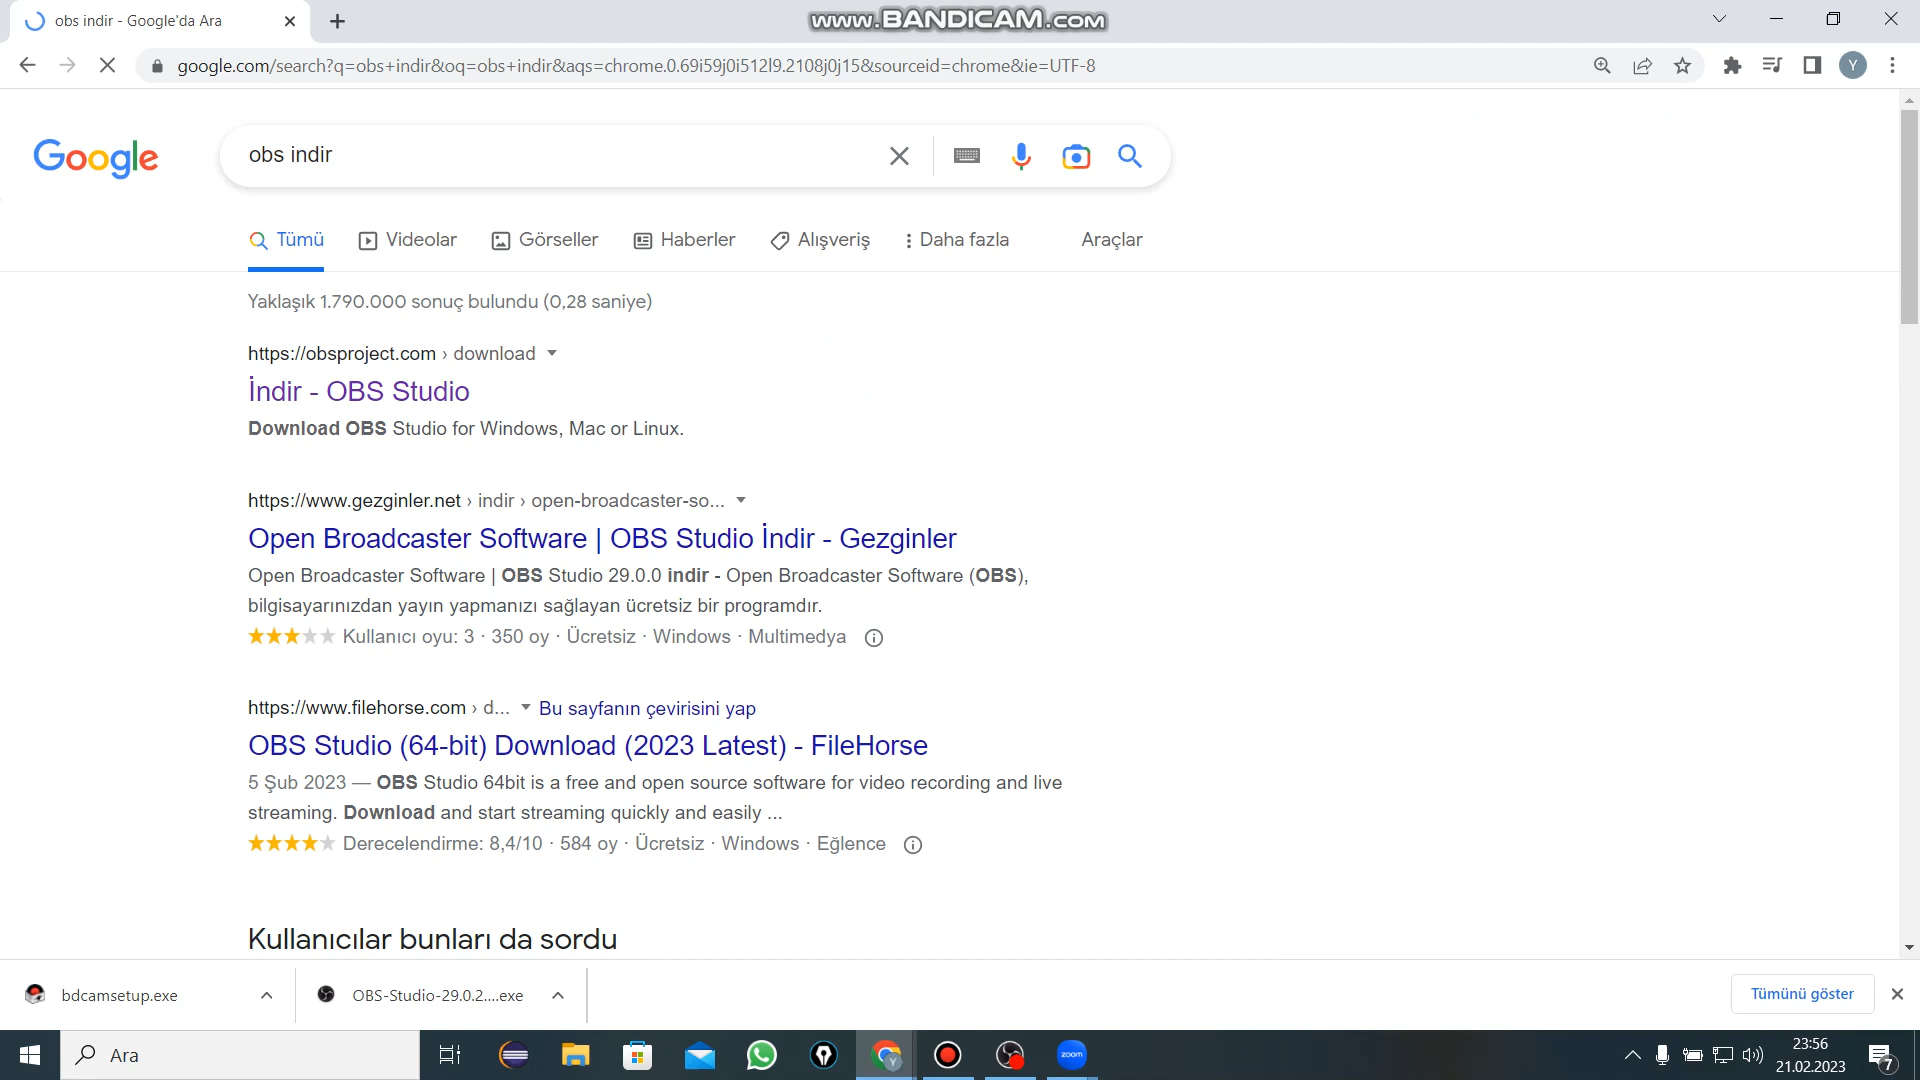 obs indir - Google'da Ara
www.BANDICAM.com
google.com/search?q=obs+indir&oq=obs+indir&aqs=chrome.0.69i59j0i512l9.2108j0j15&sourceid=chrome&ie=UTF-8
Y
Google
obs indir
Tümü
Videolar
Görseller
Haberler
Alışveriş
Daha fazla
Araçlar
Yaklaşık 1.790.000 sonuç bulundu (0,28 saniye)
https://obsproject.com › download
İndir - OBS Studio
Download OBS Studio for Windows, Mac or Linux.
https://www.gezginler.net › indir › open-broadcaster-so...
Open Broadcaster Software | OBS Studio İndir - Gezginler
Open Broadcaster Software | OBS Studio 29.0.0 indir - Open Broadcaster Software (OBS),
bilgisayarınızdan yayın yapmanızı sağlayan ücretsiz bir programdır.
Kullanıcı oyu: 3 · 350 oy · Ücretsiz · Windows · Multimedya
https://www.filehorse.com › d... Bu sayfanın çevirisini yap
OBS Studio (64-bit) Download (2023 Latest) - FileHorse
5 Şub 2023 — OBS Studio 64bit is a free and open source software for video recording and live
streaming. Download and start streaming quickly and easily ...
Derecelendirme: 8,4/10 · 584 oy · Ücretsiz · Windows · Eğlence
Kullanıcılar bunları da sordu
bdcamsetup.exe
OBS-Studio-29.0.2....exe
Tümünü göster
Ara
Y
zoom
23:56
21.02.2023
7